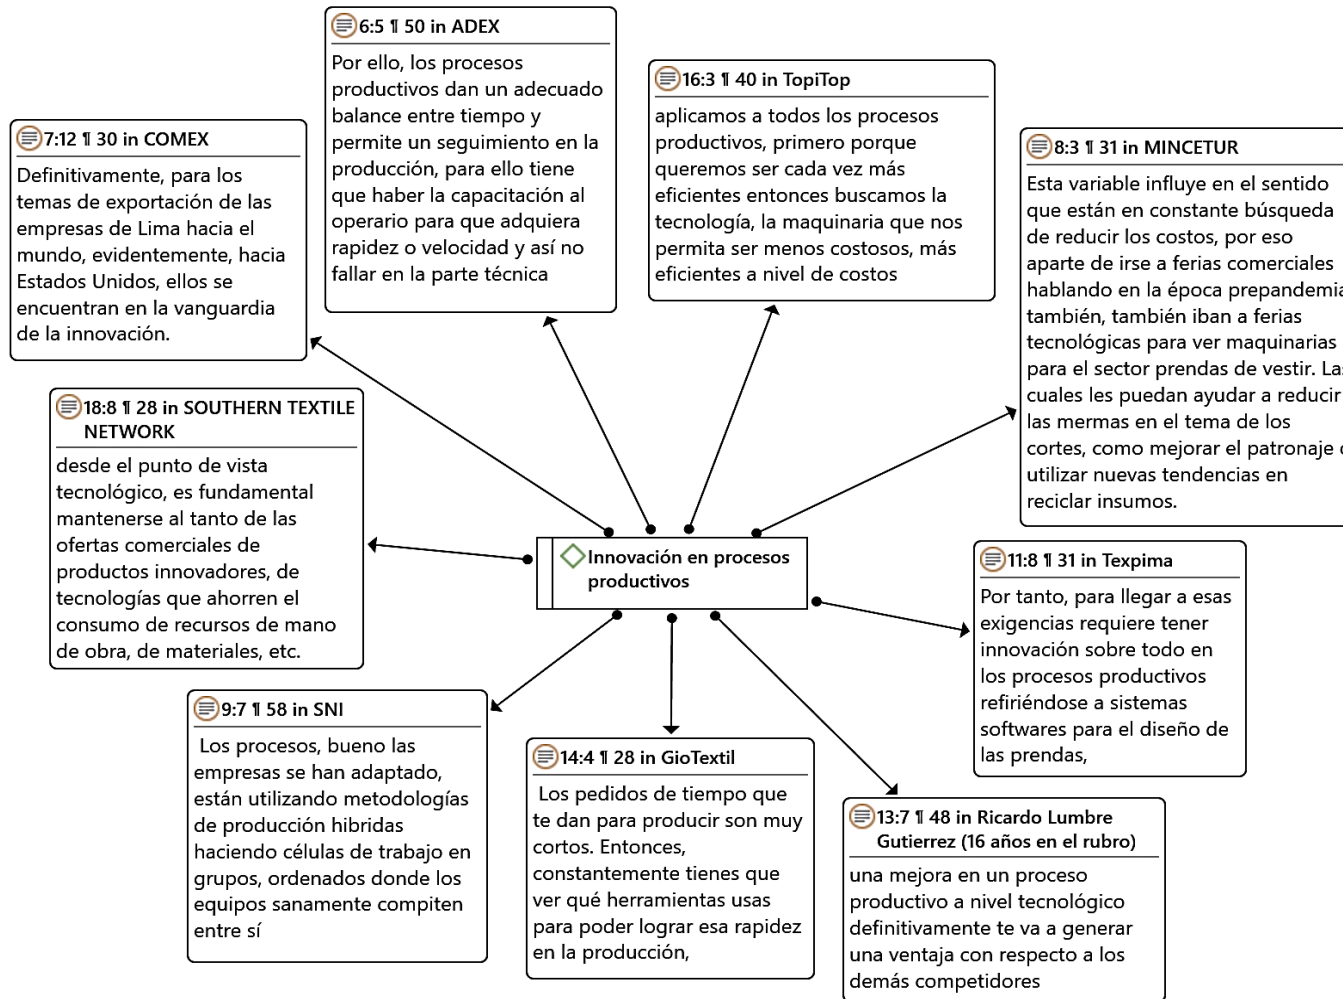 6:5 ¶ 50 in ADEX
Por ello, los procesos
productivos dan un adecuado
balance entre tiempo y
permite un seguimiento en la
producción, para ello tiene
que haber la capacitación al
operario para que adquiera
rapidez o velocidad y así no
fallar en la parte técnica
16:3 ¶ 40 in TopiTop
aplicamos a todos los procesos
productivos, primero porque
queremos ser cada vez más
eficientes entonces buscamos la
tecnología, la maquinaria que nos
permita ser menos costosos, más
eficientes a nivel de costos
7:12 ¶ 30 in COMEX
Definitivamente, para los
temas de exportación de las
empresas de Lima hacia el
mundo, evidentemente, hacia
Estados Unidos, ellos se
encuentran en la vanguardia
de la innovación.
8:3 ¶ 31 in MINCETUR
Esta variable influye en el sentido
que están en constante búsqueda
de reducir los costos, por eso
aparte de irse a ferias comerciales
hablando en la época prepandemia
también, también iban a ferias
tecnológicas para ver maquinarias
para el sector prendas de vestir. Las
cuales les puedan ayudar a reducir
las mermas en el tema de los
cortes, como mejorar el patronaje
utilizar nuevas tendencias en
reciclar insumos.
18:8 ¶ 28 in SOUTHERN TEXTILE
NETWORK
desde el punto de vista
tecnológico, es fundamental
mantenerse al tanto de las
ofertas comerciales de
productos innovadores, de
tecnologías que ahorren el
consumo de recursos de mano
de obra, de materiales, etc.
Innovación en procesos
productivos
11:8 ¶ 31 in Texpima
Por tanto, para llegar a esas
exigencias requiere tener
innovación sobre todo en
los procesos productivos
refiriéndose a sistemas
softwares para el diseño de
las prendas,
9:7 ¶ 58 in SNI
Los procesos, bueno las
empresas se han adaptado,
están utilizando metodologías
de producción hibridas
haciendo células de trabajo en
grupos, ordenados donde los
equipos sanamente compiten
entre sí
14:4 ¶ 28 in GioTextil
Los pedidos de tiempo que
te dan para producir son muy
cortos. Entonces,
constantemente tienes que
ver qué herramientas usas
para poder lograr esa rapidez
en la producción,
13:7 ¶ 48 in Ricardo Lumbre
Gutierrez (16 años en el rubro)
una mejora en un proceso
productivo a nivel tecnológico
definitivamente te va a generar
una ventaja con respecto a los
demás competidores